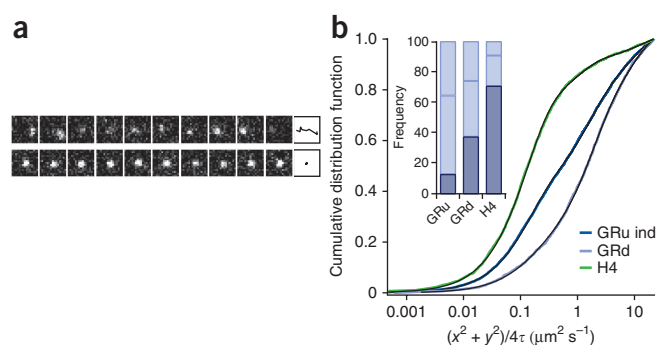 a
b
Cumulative distribution function
1.0
0.8
0.6
0.4
0.2
0
0.001
0.01
0.1
1
10
(x² + y²)/4τ (μm² s⁻¹)
Frequency
100
80
60
40
20
0
GRu
GRd
H4
GRu ind
GRd
H4